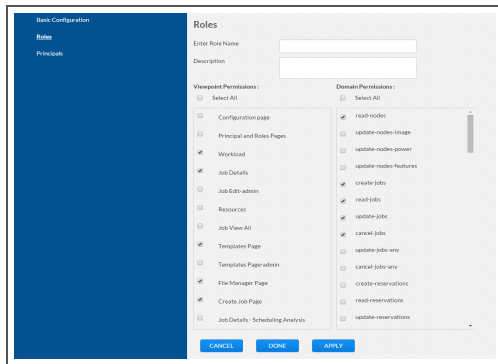 Basic Configuration
Roles
Principals
Roles
Enter Role Name
Description
Viewpoint Permissions :
Select All
Configuration page
Principal and Roles Pages
Workload
Job Details
Job Edit-admin
Resources
Job View All
Templates Page
Templates Page-admin
File Manager Page
Create Job Page
Job Details - Scheduling Analysis
Domain Permissions :
Select All
read-nodes
update-nodes-image
update-nodes-power
update-nodes-features
create-jobs
read-jobs
update-jobs
cancel-jobs
update-jobs-any
cancel-jobs-any
create-reservations
read-reservations
update-reservations
CANCEL
DONE
APPLY